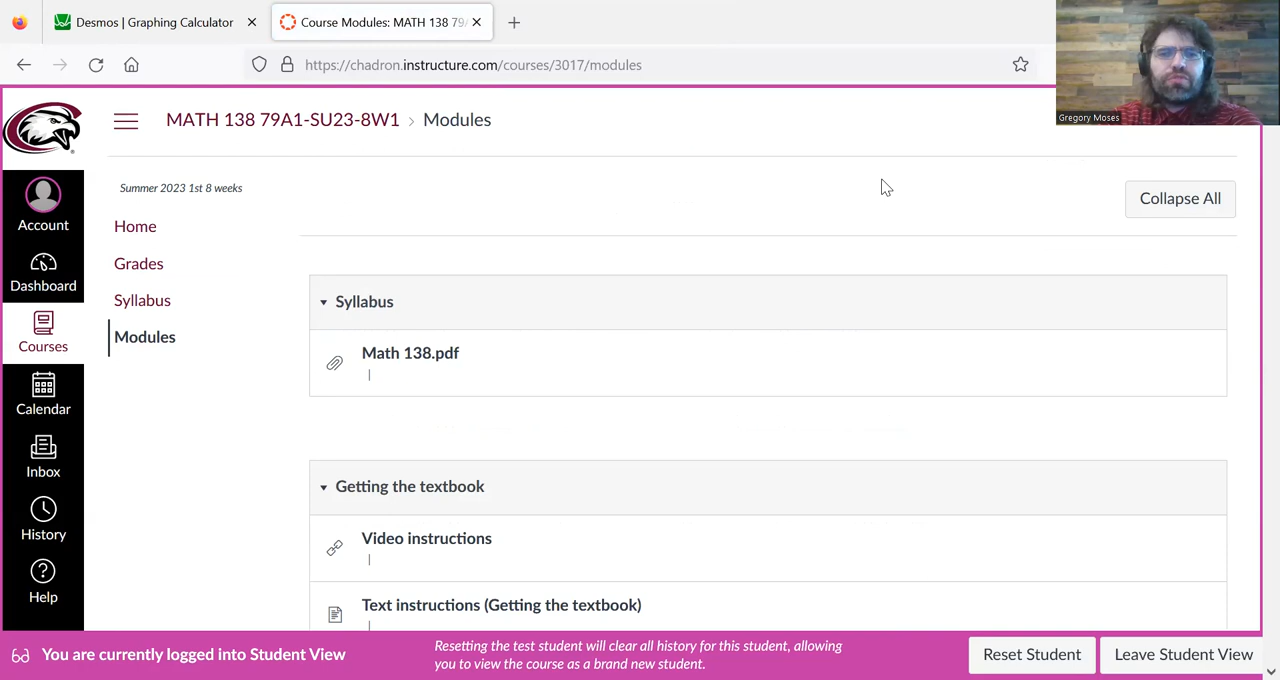 Desmos | Graphing Calculator
Course Modules: MATH 138 79
https://chadron.instructure.com/courses/3017/modules
Gregory Moses
MATH 138 79A1-SU23-8W1 › Modules
Summer 2023 1st 8 weeks
Collapse All
Home
Grades
Syllabus
Modules
Account
Dashboard
Courses
Calendar
Inbox
History
Help
Syllabus
Math 138.pdf
|
Getting the textbook
Video instructions
|
Text instructions (Getting the textbook)
|
You are currently logged into Student View
Resetting the test student will clear all history for this student, allowing
you to view the course as a brand new student.
Reset Student
Leave Student View